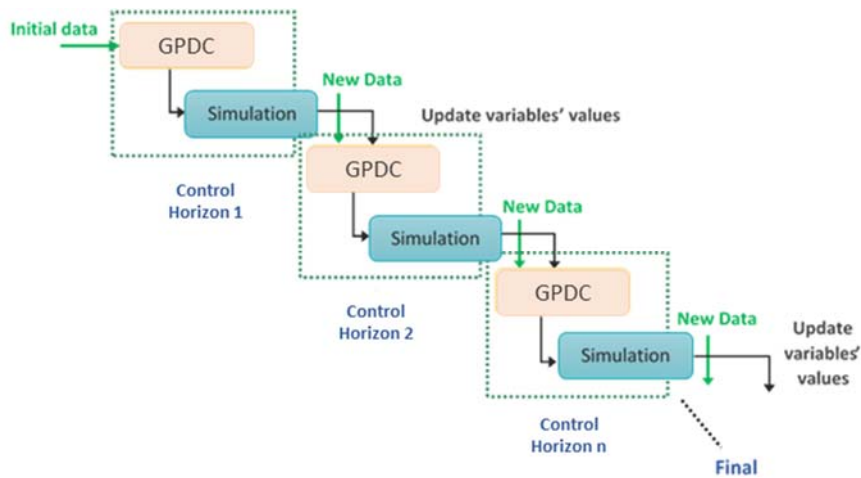 Initial data
GPDC
Simulation
New Data
Update variables' values
Control
Horizon 1
GPDC
Simulation
New Data
Control
Horizon 2
GPDC
Simulation
New Data
Update
variables'
values
Control
Horizon n
Final